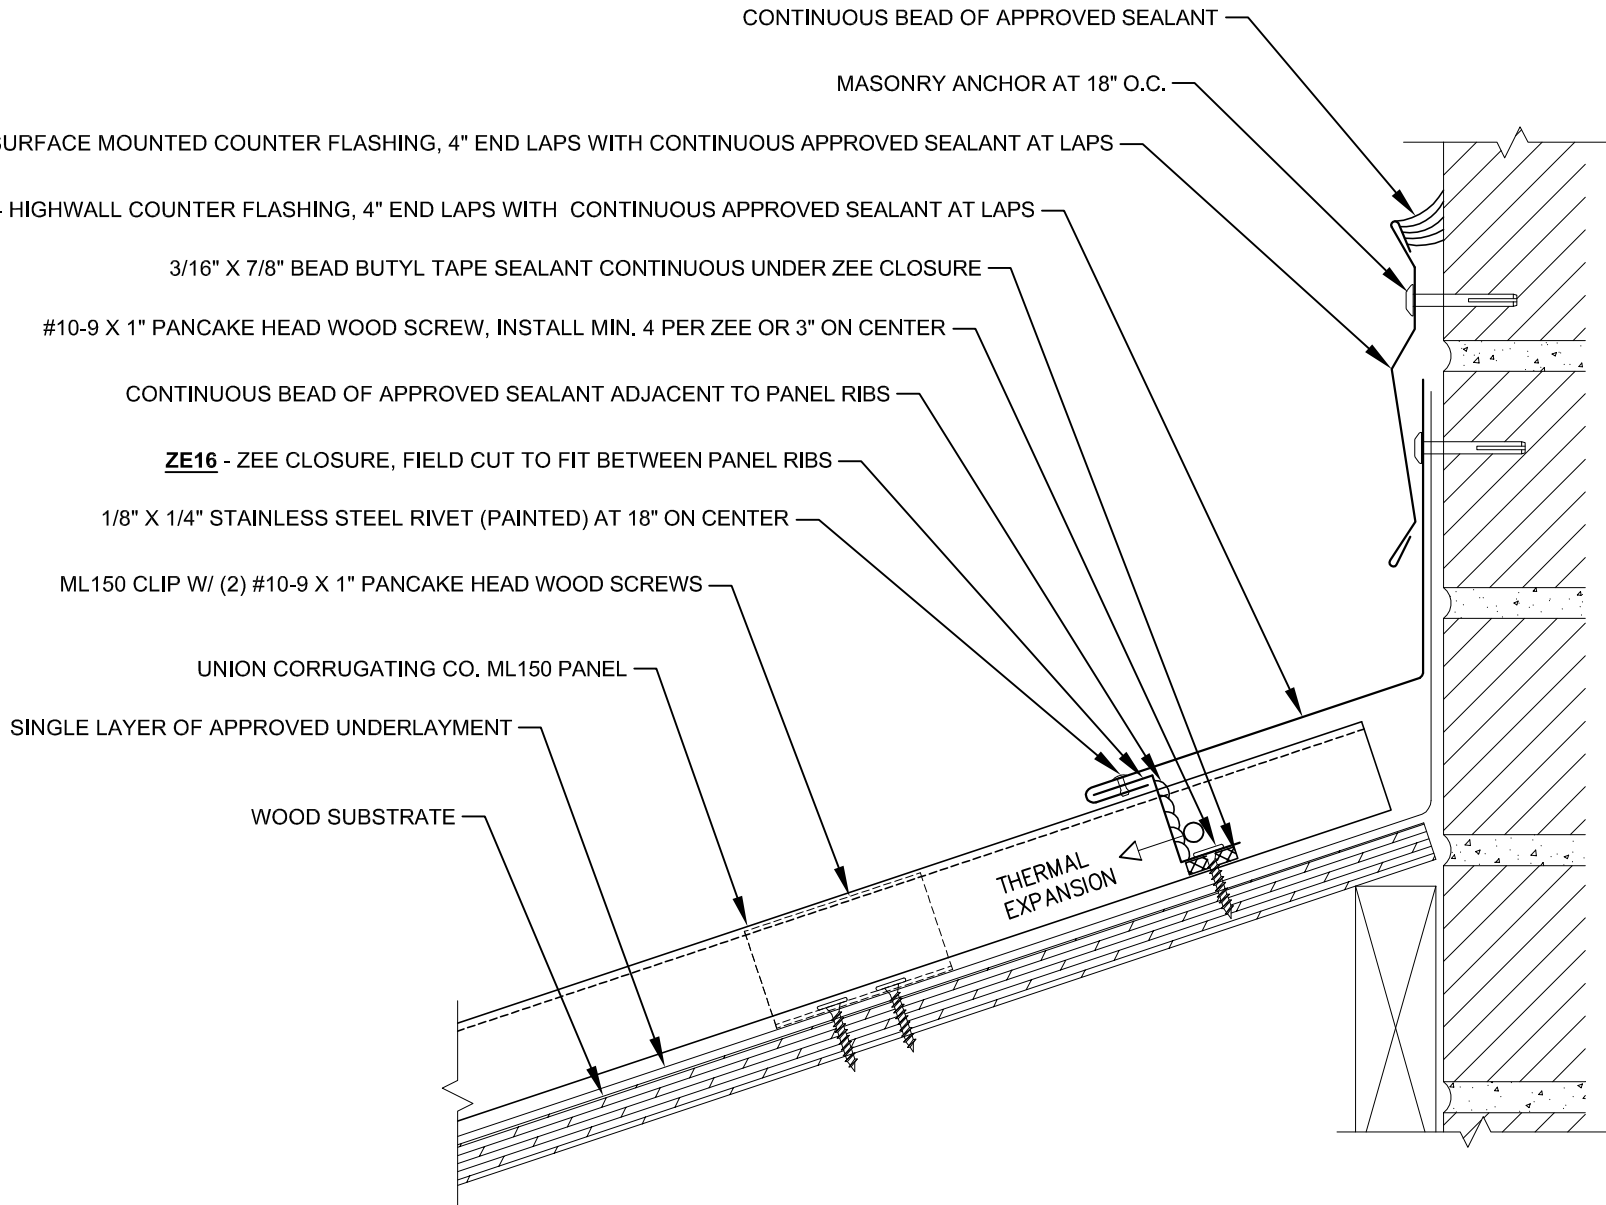 CONTINUOUS BEAD OF APPROVED SEALANT
MASONRY ANCHOR AT 18" O.C.
SURFACE MOUNTED COUNTER FLASHING, 4" END LAPS WITH CONTINUOUS APPROVED SEALANT AT LAPS
- HIGHWALL COUNTER FLASHING, 4" END LAPS WITH CONTINUOUS APPROVED SEALANT AT LAPS
3/16" X 7/8" BEAD BUTYL TAPE SEALANT CONTINUOUS UNDER ZEE CLOSURE
#10-9 X 1" PANCAKE HEAD WOOD SCREW, INSTALL MIN. 4 PER ZEE OR 3" ON CENTER
CONTINUOUS BEAD OF APPROVED SEALANT ADJACENT TO PANEL RIBS
ZE16 - ZEE CLOSURE, FIELD CUT TO FIT BETWEEN PANEL RIBS
1/8" X 1/4" STAINLESS STEEL RIVET (PAINTED) AT 18" ON CENTER
ML150 CLIP W/ (2) #10-9 X 1" PANCAKE HEAD WOOD SCREWS
UNION CORRUGATING CO. ML150 PANEL
SINGLE LAYER OF APPROVED UNDERLAYMENT
WOOD SUBSTRATE
THERMAL
EXPANSION